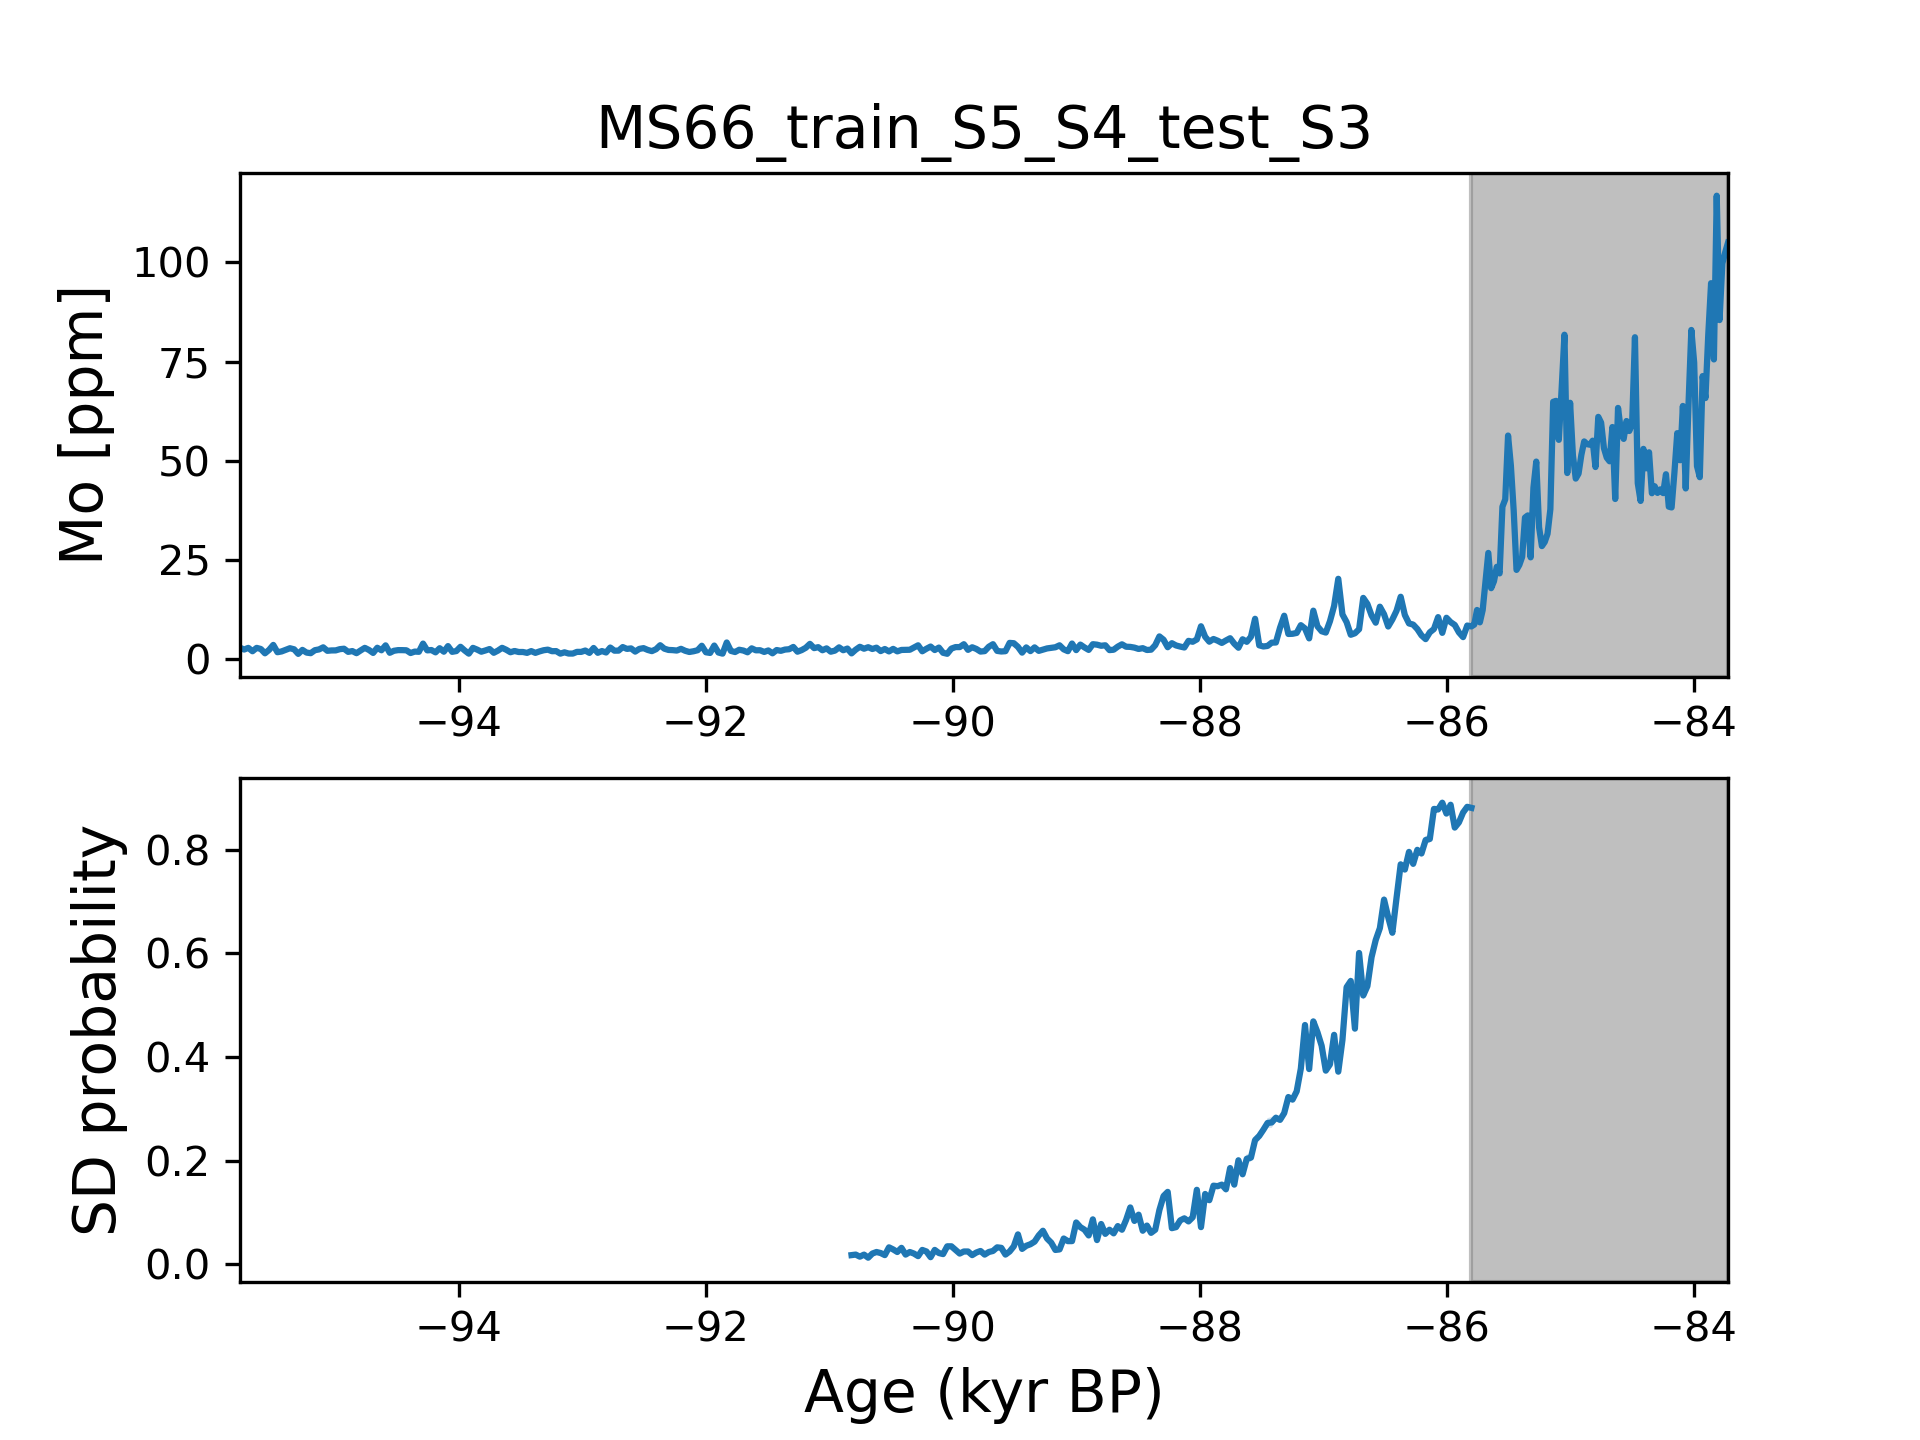 MS66_train_S5_S4_test_S3
Mo [ppm]
100
75
50
25
0
−94 −92 −90 −88 −86 −84
SD probability
0.8
0.6
0.4
0.2
0.0
−94 −92 −90 −88 −86 −84
Age (kyr BP)